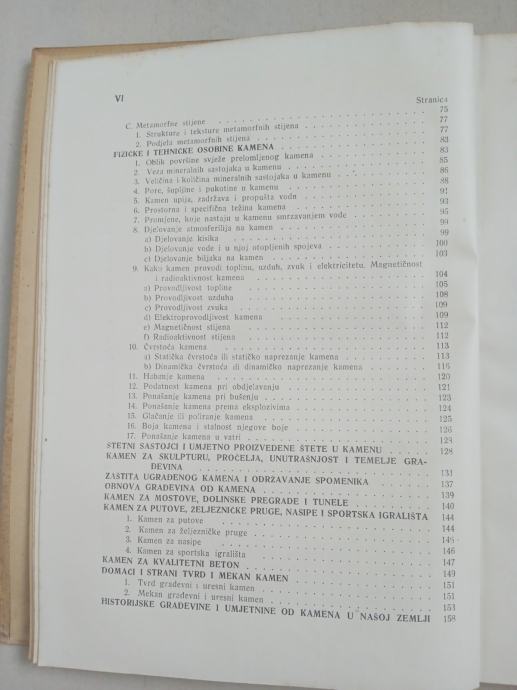 VI
Stranica
C. Metamorfne stijene 75
1. Strukture i teksture metamorfnih stijena 77
2. Podjela metamorfnih stijena 77
FIZIČKE I TEHNIČKE OSOBINE KAMENA 83
1. Oblik površine svježe prelomljenog kamena 83
2. Veza mineralnih sastojaka u kamenu 85
3. Veličina i količina mineralnih sastojaka u kamenu 86
4. Pore, šupljine i pukotine u kamenu 88
5. Kamen upija, zadržava i propušta vodu 91
6. Prostorna i specifična težina kamena 93
7. Promjene, koje nastaju u kamenu smrzavanjem vode 95
8. Djelovanje atmosferilija na kamen 99
a) Djelovanje kisika 99
b) Djelovanje vode i u njoj otopljenih spojeva 100
c) Djelovanje biljaka na kamen 103
9. Kako kamen provodi toplinu, uzduh, zvuk i elektricitetu. Magnetičnost
i radioaktivnost kamena 104
a) Provodljivost topline 105
b) Provodljivost uzduha 108
c) Provodljivost zvuka 109
d) Elektroprovodljivost kamena 109
e) Magnetičnost stijena 112
f) Radioaktivnost stijena 112
10. Čvrstoća kamena 113
a) Statička čvrstoća ili statičko naprezanje kamena 113
b) Dinamička čvrstoća ili dinamičko naprezanje kamena 115
11. Habanje kamena 120
12. Podatnost kamena pri obdjelavanju 121
13. Ponašanje kamena pri bušenju 123
14. Ponašanje kamena prema eksplozivima 124
15. Glačanje ili poliranje kamena 125
16. Boja kamena i stalnost njegove boje 126
17. Ponašanje kamena u vatri 128
ŠTETNI SASTOJCI I UMJETNO PROIZVEDENE ŠTETE U KAMENU 128
KAMEN ZA SKULPTURU, PROČELJA, UNUTRAŠNJOST I TEMELJE GRA-
ĐEVINA 131
ZAŠTITA UGRAĐENOG KAMENA I ODRŽAVANJE SPOMENIKA 137
OBNOVA GRAĐEVINA OD KAMENA 139
KAMEN ZA MOSTOVE, DOLINSKE PREGRADE I TUNELE 140
KAMEN ZA PUTOVE, ŽELJEZNIČKE PRUGE, NASIPE I SPORTSKA IGRALIŠTA 144
1. Kamen za putove 144
2. Kamen za željezničke pruge 145
3. Kamen za nasipe 146
4. Kamen za sportska igrališta 147
KAMEN ZA KVALITETNI BETON 149
DOMAĆI I STRANI TVRD I MEKAN KAMEN 151
1. Tvrd građevni i uresni kamen 151
2. Mekan građevni i uresni kamen 153
HISTORIJSKE GRAĐEVINE I UMJETNINE OD KAMENA U NAŠOJ ZEMLJI 158